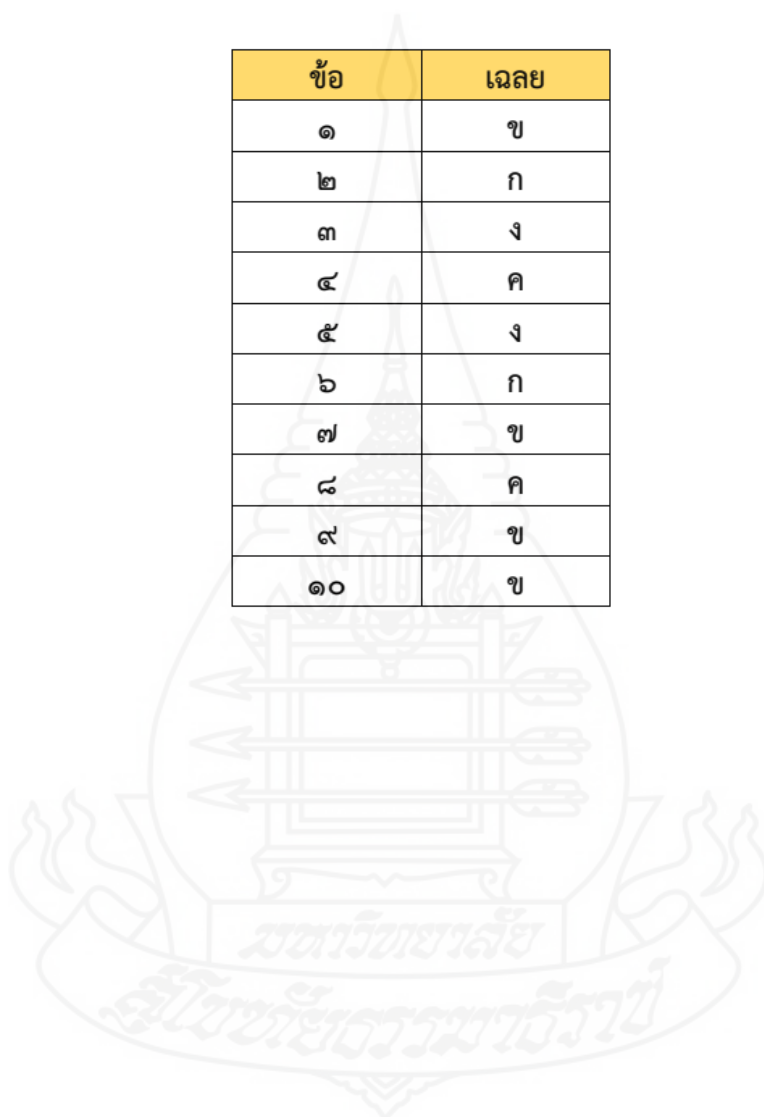 ข้อ เฉลย
๑ ข
๒ ก
๓ ง
๔ ค
๕ ง
๖ ก
๗ ข
๘ ค
๙ ข
๑๐ ข
มหาวิทยาลัย
สุโขทัยธรรมาธิราช